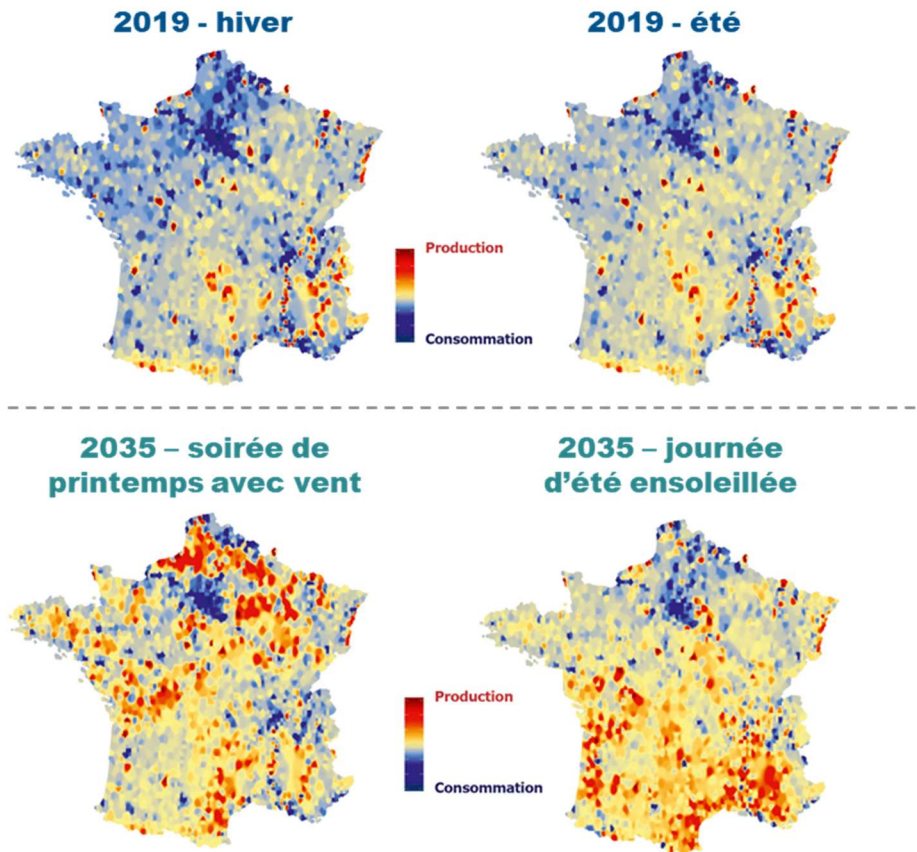 2019 - hiver
2019 - été
Production
Consommation
2035 – soirée de
printemps avec vent
2035 – journée
d’été ensoleillée
Production
Consommation